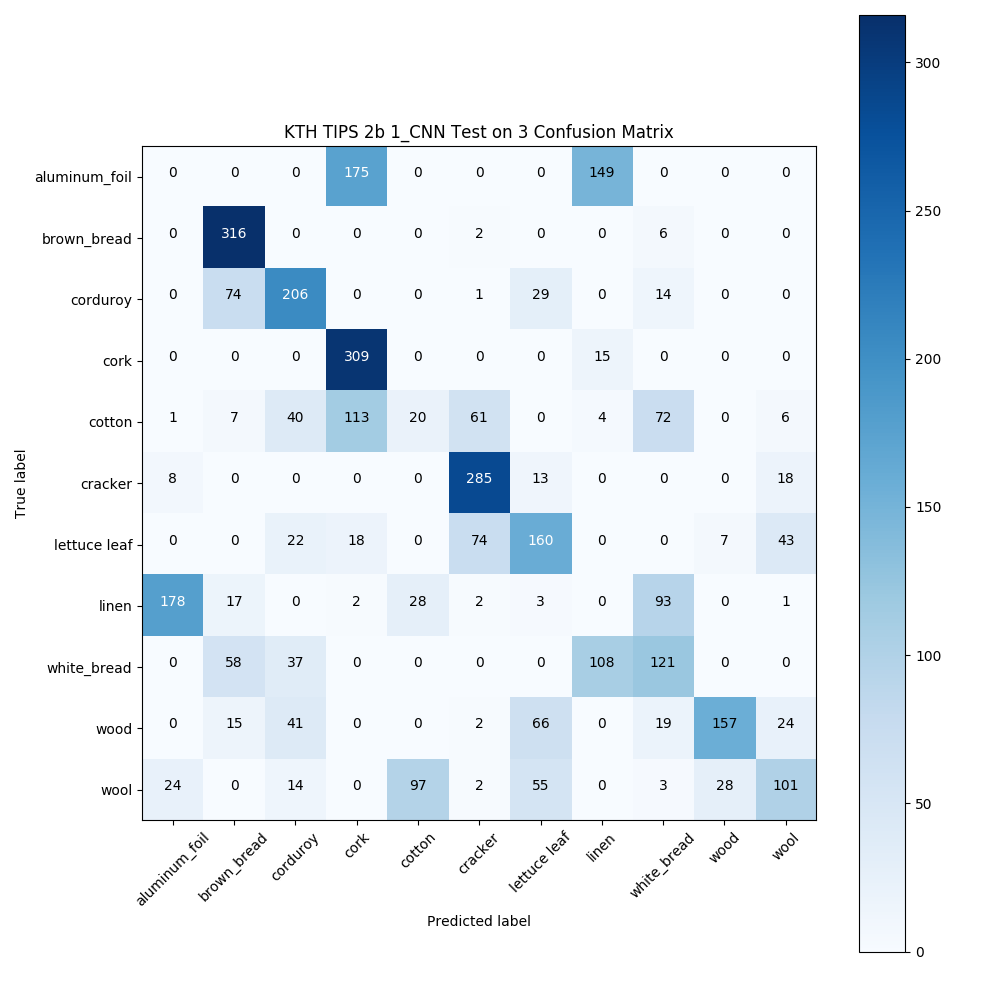 KTH TIPS 2b 1_CNN Test on 3 Confusion Matrix
aluminum_foil 0 0 0 175 0 0 0 149 0 0 0
brown_bread 0 316 0 0 0 2 0 0 6 0 0
corduroy 0 74 206 0 0 1 29 0 14 0 0
cork 0 0 0 309 0 0 0 15 0 0 0
cotton 1 7 40 113 20 61 0 4 72 0 6
cracker 8 0 0 0 0 285 13 0 0 0 18
lettuce leaf 0 0 22 18 0 74 160 0 0 7 43
linen 178 17 0 2 28 2 3 0 93 0 1
white_bread 0 58 37 0 0 0 0 108 121 0 0
wood 0 15 41 0 0 2 66 0 19 157 24
wool 24 0 14 0 97 2 55 0 3 28 101
aluminum_foil brown_bread corduroy cork cotton cracker lettuce leaf linen white_bread wood wool
Predicted label
True label
300
250
200
150
100
50
0